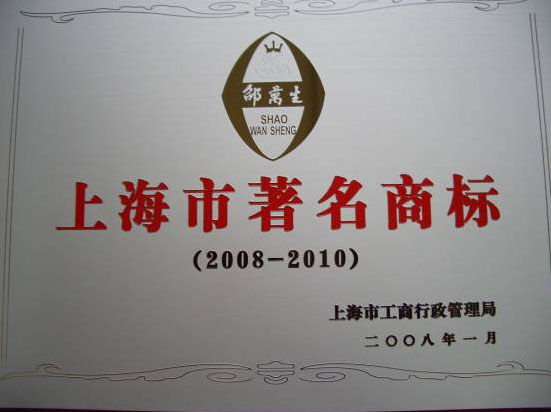 邵萬生
SHAO
WAN SHENG
上海市著名商标
(2008-2010)
上海市工商行政管理局
二〇〇八年一月